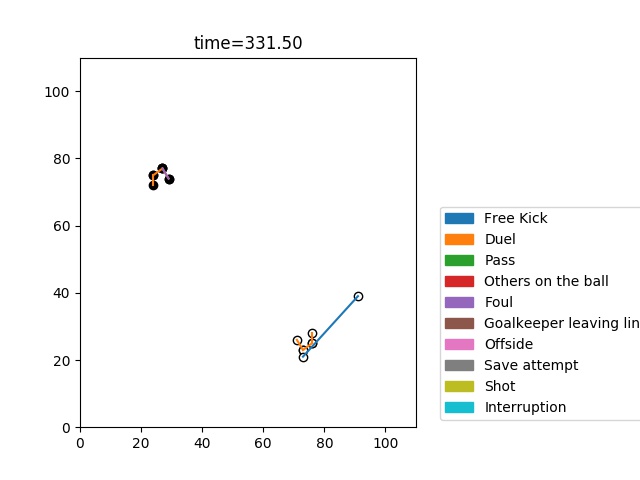 time=331.50
100
80
60
40
20
0
0 20 40 60 80 100
Free Kick
Duel
Pass
Others on the ball
Foul
Goalkeeper leaving lin
Offside
Save attempt
Shot
Interruption